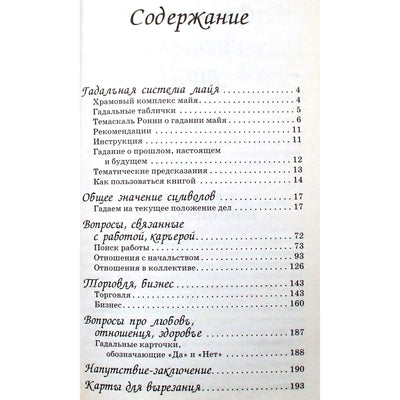 Содержание
Гадальная система майя ........ 4
Храмовый комплекс майя ........ 4
Гадальные таблички ........ 5
Темаскаль Ронни о гадании майя ........ 6
Рекомендации ........ 11
Инструкция ........ 11
Гадание о прошлом, настоящем
и будущем ........ 12
Тематические предсказания ........ 13
Как пользоваться книгой ........ 14
Общее значение символов ........ 17
Гадаем на текущее положение дел ........ 17
Вопросы, связанные
с работой, карьерой ........ 72
Поиск работы ........ 73
Отношения с начальством ........ 93
Отношения в коллективе ........ 126
Торговля, бизнес ........ 143
Торговля ........ 143
Бизнес ........ 160
Вопросы про любовь,
отношения, здоровье ........ 187
Гадальные карточки,
обозначающие «Да» и «Нет» ........ 188
Напутствие-заключение ........ 190
Карты для вырезания ........ 193